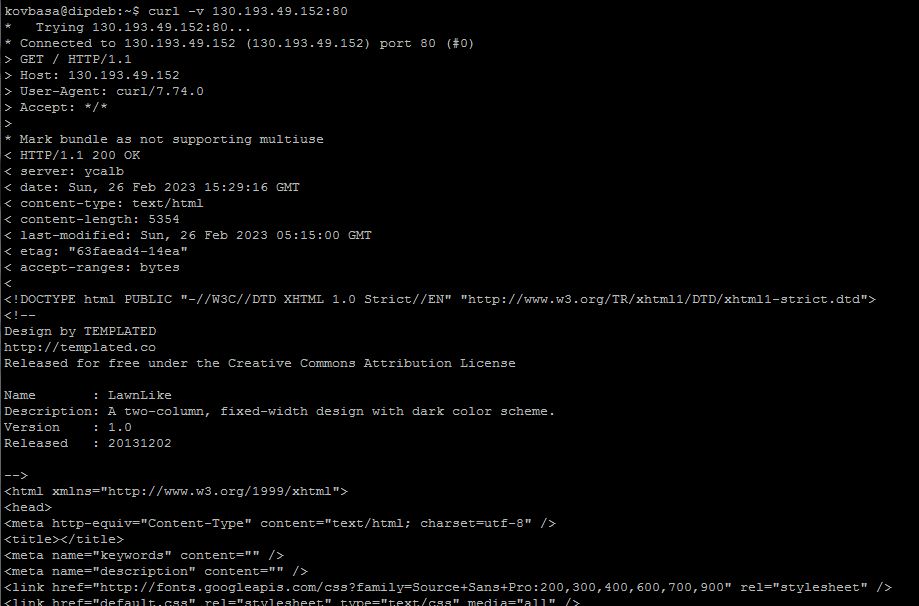 kovbasa@dipdeb:~$ curl -v 130.193.49.152:80
*   Trying 130.193.49.152:80...
* Connected to 130.193.49.152 (130.193.49.152) port 80 (#0)
> GET / HTTP/1.1
> Host: 130.193.49.152
> User-Agent: curl/7.74.0
> Accept: */*
>
* Mark bundle as not supporting multiuse
< HTTP/1.1 200 OK
< server: ycalb
< date: Sun, 26 Feb 2023 15:29:16 GMT
< content-type: text/html
< content-length: 5354
< last-modified: Sun, 26 Feb 2023 05:15:00 GMT
< etag: "63faead4-14ea"
< accept-ranges: bytes
<
<!DOCTYPE html PUBLIC "-//W3C//DTD XHTML 1.0 Strict//EN" "http://www.w3.org/TR/xhtml1/DTD/xhtml1-strict.dtd">
<!--
Design by TEMPLATED
http://templated.co
Released for free under the Creative Commons Attribution License

Name       : LawnLike
Description: A two-column, fixed-width design with dark color scheme.
Version    : 1.0
Released   : 20131202

-->
<html xmlns="http://www.w3.org/1999/xhtml">
<head>
<meta http-equiv="Content-Type" content="text/html; charset=utf-8" />
<title></title>
<meta name="keywords" content="" />
<meta name="description" content="" />
<link href="http://fonts.googleapis.com/css?family=Source+Sans+Pro:200,300,400,600,700,900" rel="stylesheet" />
<link href="default.css" rel="stylesheet" type="text/css" media="all" />